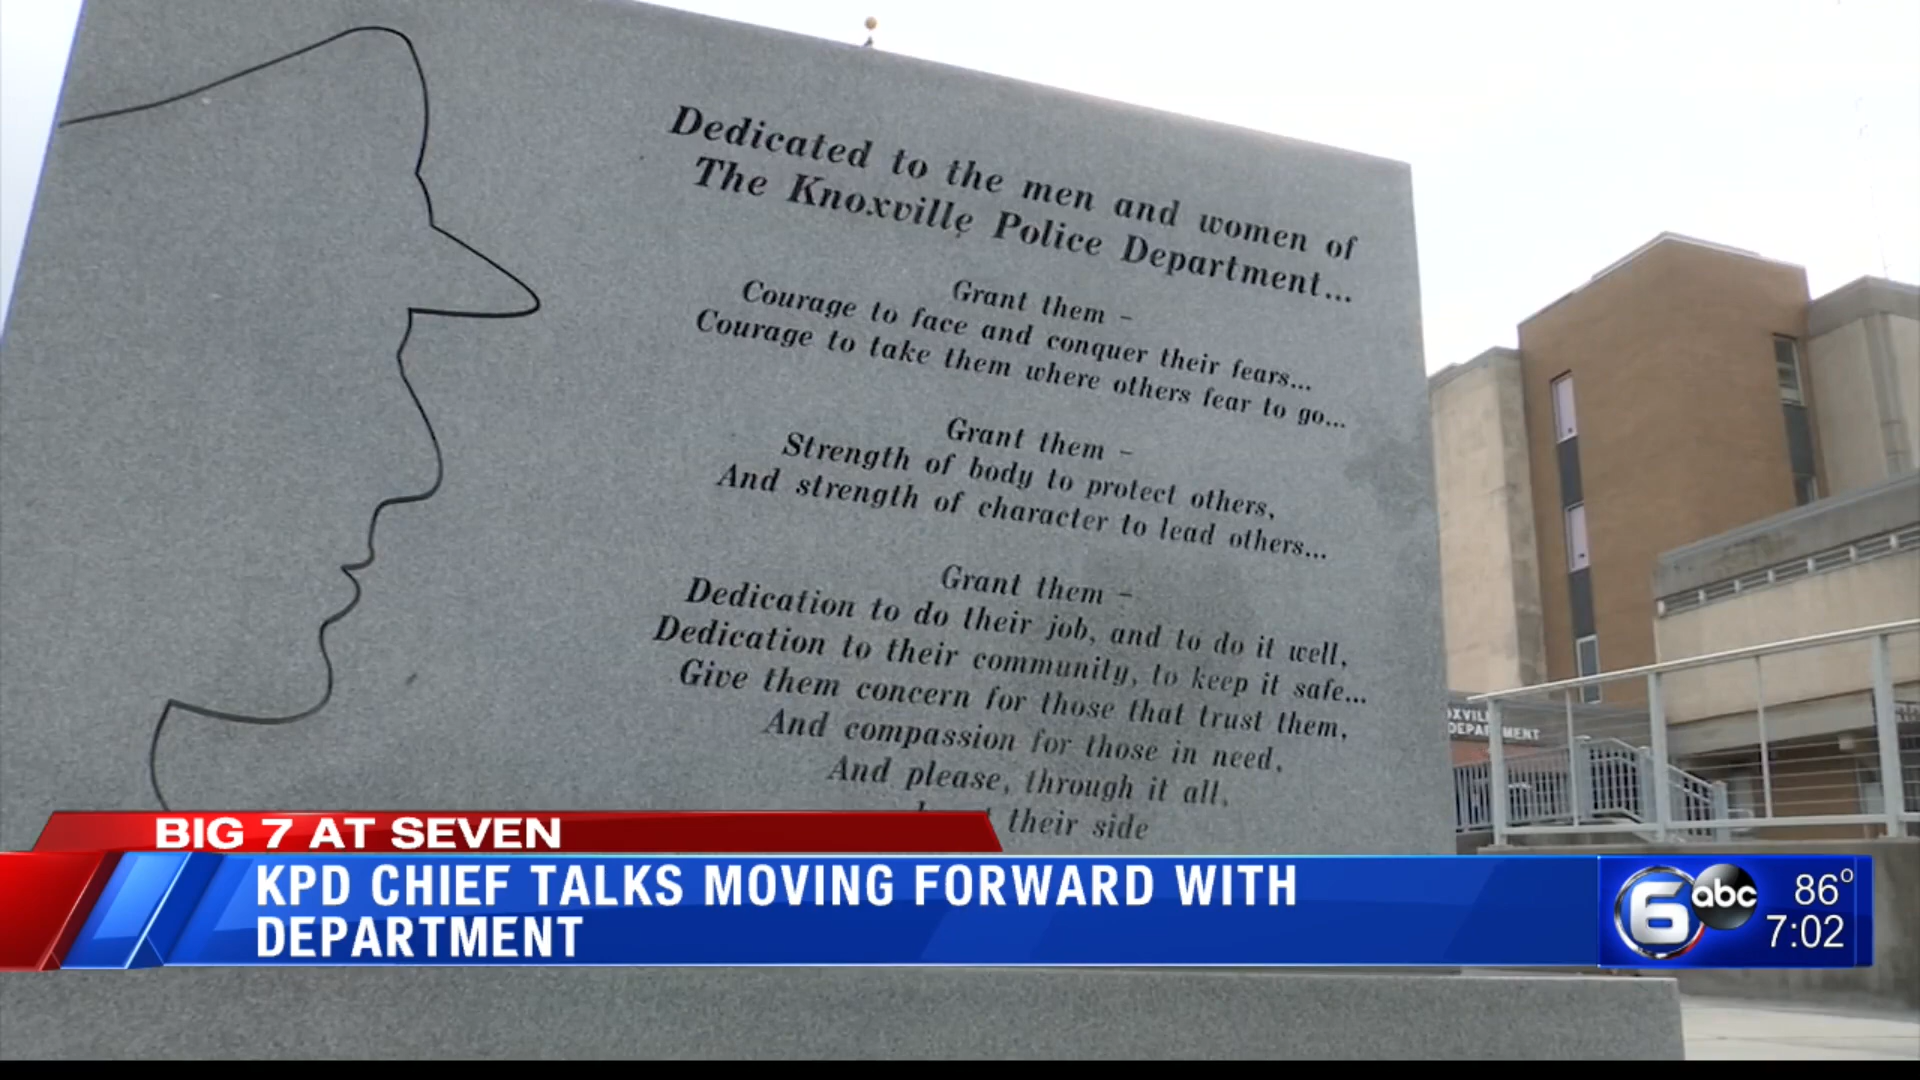 Dedicated to the men and women of
The Knoxville Police Department...
Grant them –
Courage to face and conquer their fears...
Courage to take them where others fear to go...
Grant them –
Strength of body to protect others,
And strength of character to lead others...
Grant them –
Dedication to do their job, and to do it well,
Dedication to their community, to keep it safe...
Give them concern for those that trust them,
And compassion for those in need,
And please, through it all,
their side
DEPARTMENT
BIG 7 AT SEVEN
KPD CHIEF TALKS MOVING FORWARD WITH
DEPARTMENT
6 abc
86°
7:02